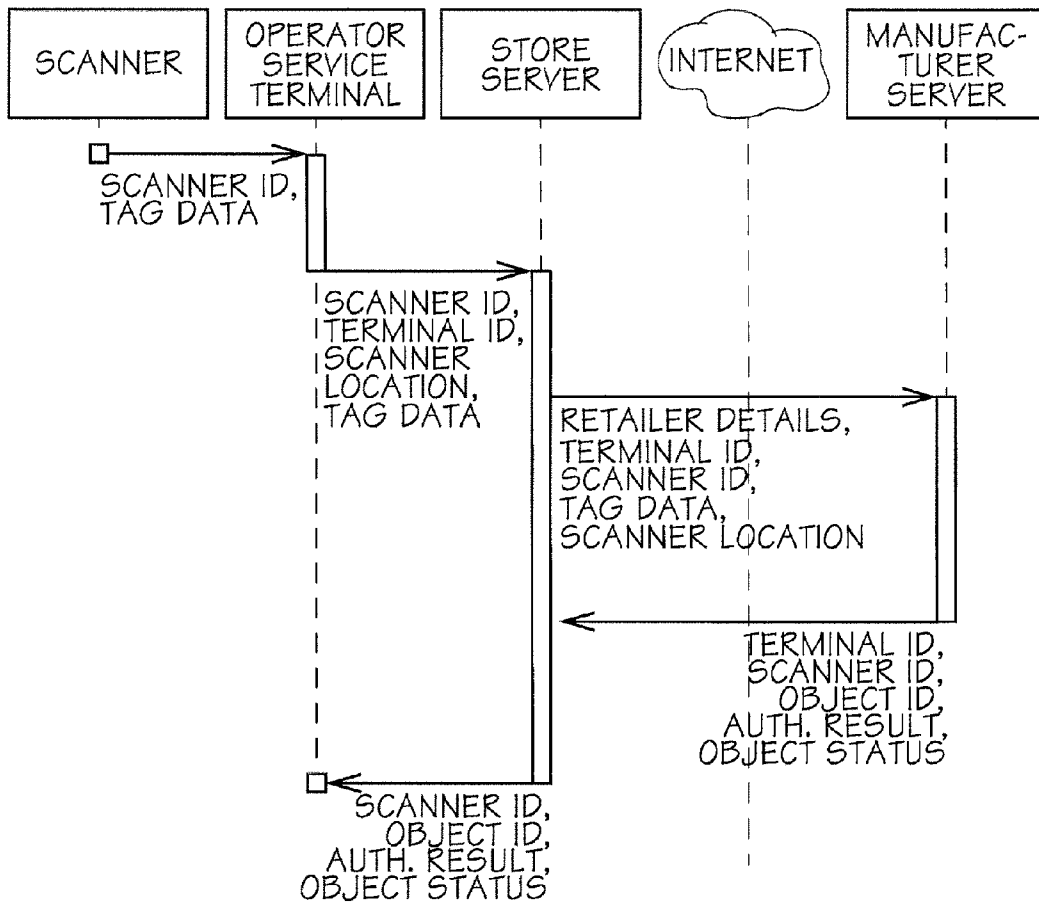 SCANNER
OPERATOR
SERVICE
TERMINAL
STORE
SERVER
INTERNET
MANUFAC-
TURER
SERVER
SCANNER ID,
TAG DATA
SCANNER ID,
TERMINAL ID,
SCANNER
LOCATION,
TAG DATA
RETAILER DETAILS,
TERMINAL ID,
SCANNER ID,
TAG DATA,
SCANNER LOCATION
TERMINAL ID,
SCANNER ID,
OBJECT ID,
AUTH. RESULT,
OBJECT STATUS
SCANNER ID,
OBJECT ID,
AUTH. RESULT,
OBJECT STATUS